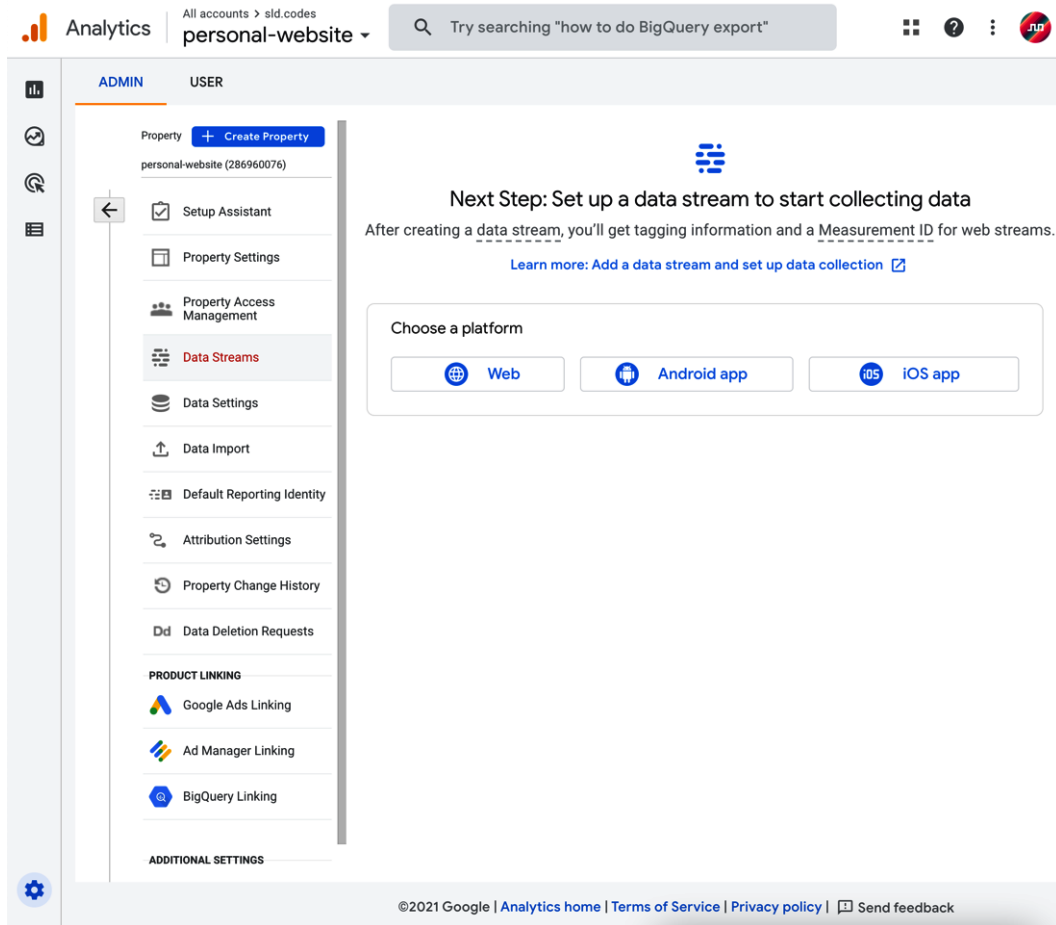 Analytics
All accounts > sld.codes
personal-website
Try searching "how to do BigQuery export"
ADMIN
USER
Property
+ Create Property
personal-website (286960076)
Setup Assistant
Property Settings
Property Access
Management
Data Streams
Data Settings
Data Import
Default Reporting Identity
Attribution Settings
Property Change History
Dd Data Deletion Requests
PRODUCT LINKING
Google Ads Linking
Ad Manager Linking
BigQuery Linking
ADDITIONAL SETTINGS
Next Step: Set up a data stream to start collecting data
After creating a data stream, you'll get tagging information and a Measurement ID for web streams.
Learn more: Add a data stream and set up data collection
Choose a platform
Web
Android app
iOS iOS app
©2021 Google | Analytics home | Terms of Service | Privacy policy | Send feedback